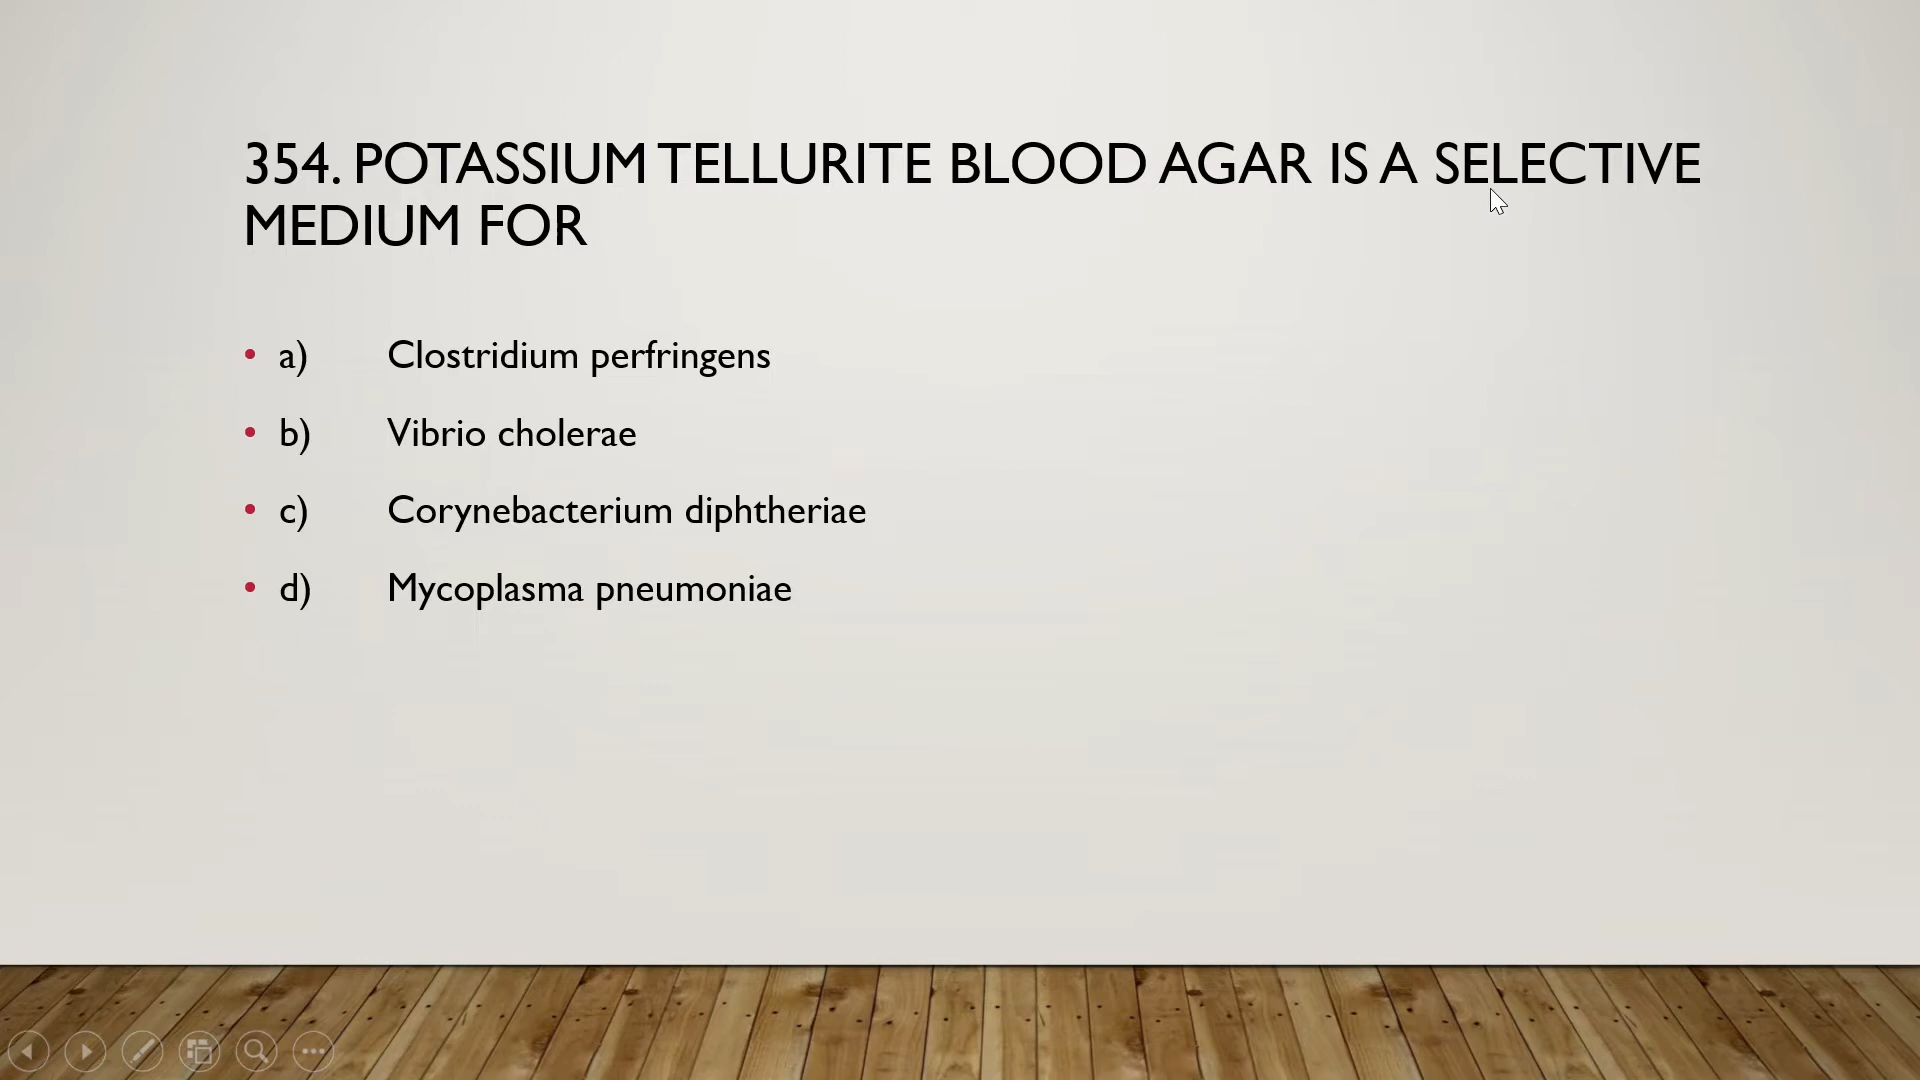 354. POTASSIUM TELLURITE BLOOD AGAR IS A SELECTIVE
MEDIUM FOR
• a) Clostridium perfringens
• b) Vibrio cholerae
• c) Corynebacterium diphtheriae
• d) Mycoplasma pneumoniae